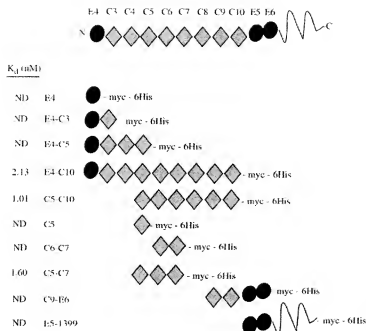 E4 C3 C4 C5 C6 C7 C8 C9 C10 E5 E6
N C
Kd (nM)
ND E4 - myc - 6His
ND E4-C3 myc - 6His
ND E4-C5 - myc - 6His
2.13 E4-C10 - myc - 6His
1.01 C5-C10 - myc - 6His
ND C5 - myc - 6His
ND C6-C7 - myc - 6His
1.60 C5-C7 - myc - 6His
ND C9-E6 myc - 6His
ND E5-1399 myc - 6His